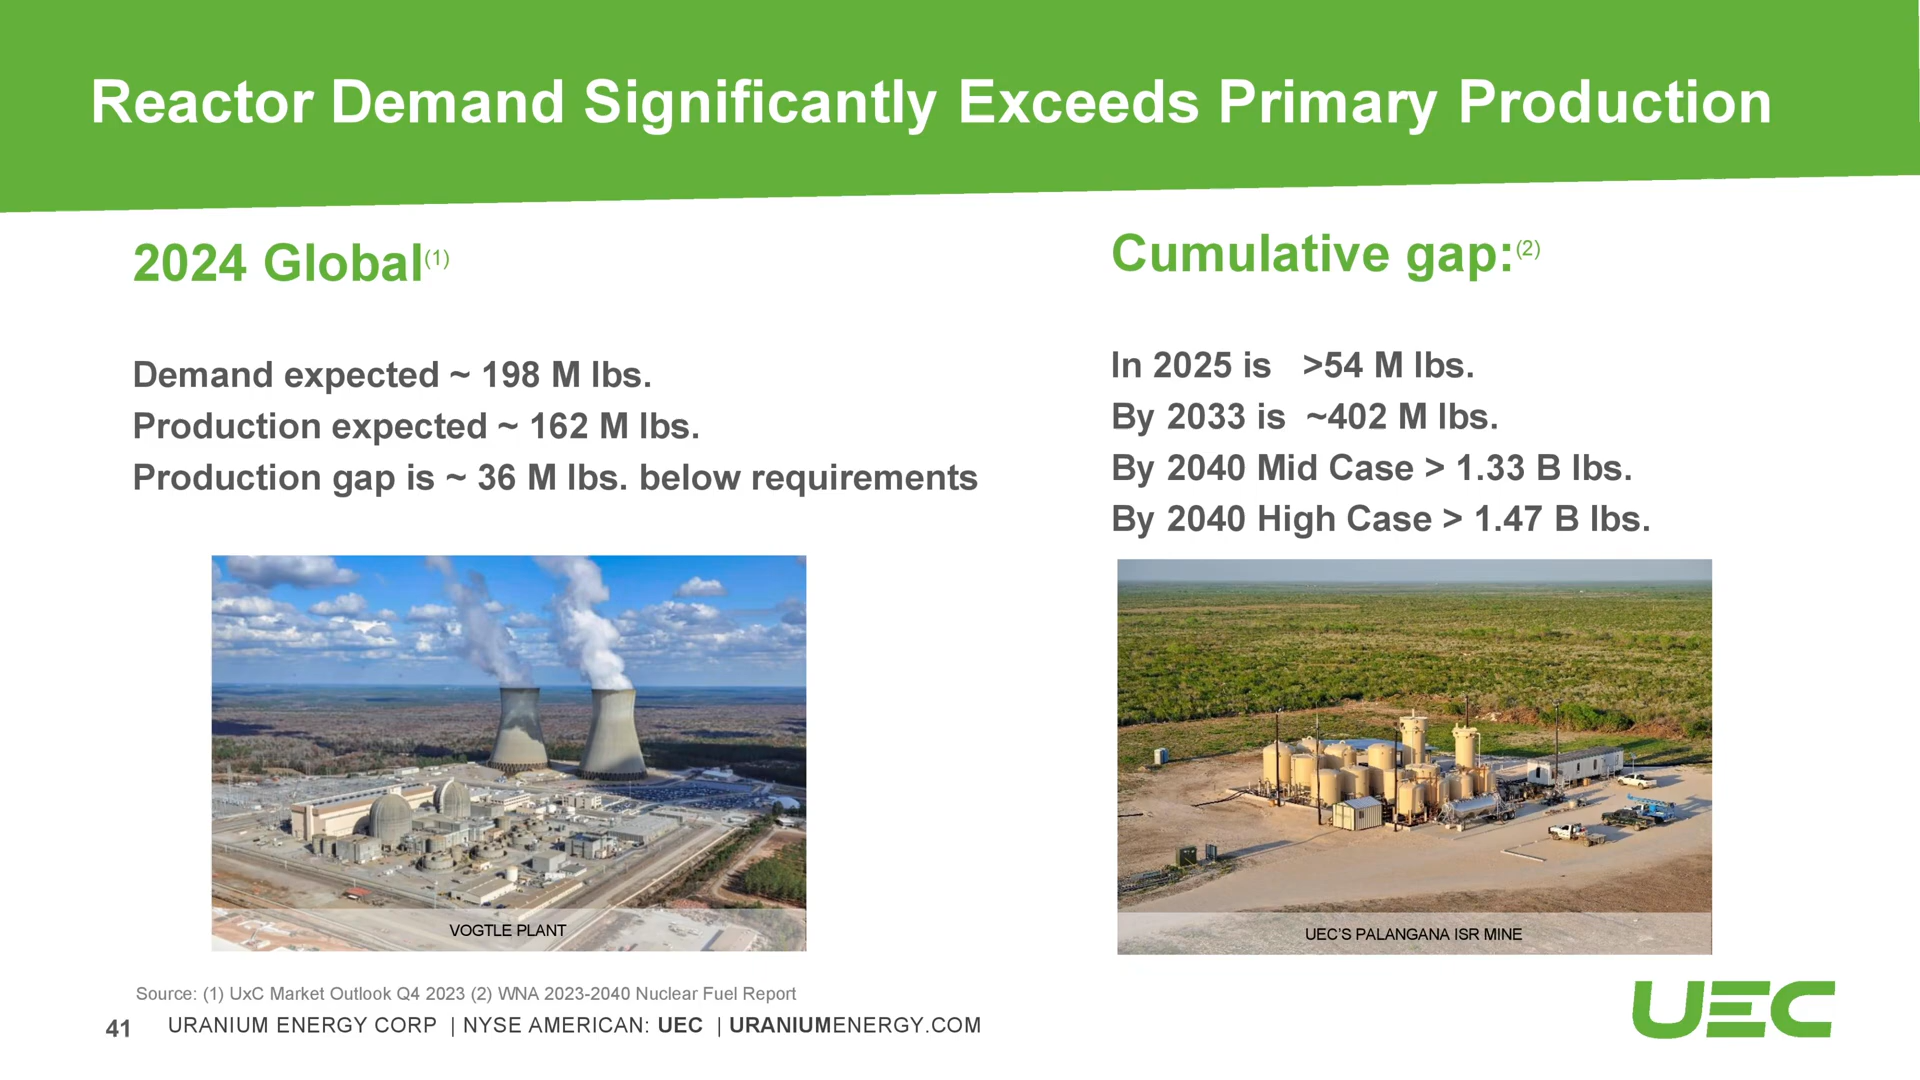 Reactor Demand Significantly Exceeds Primary Production
2024 Global(1)
Demand expected ~ 198 M lbs.
Production expected ~ 162 M lbs.
Production gap is ~ 36 M lbs. below requirements
Cumulative gap:(2)
In 2025 is >54 M lbs.
By 2033 is ~402 M lbs.
By 2040 Mid Case > 1.33 B lbs.
By 2040 High Case > 1.47 B lbs.
VOGTLE PLANT
UEC'S PALANGANA ISR MINE
Source: (1) UxC Market Outlook Q4 2023 (2) WNA 2023-2040 Nuclear Fuel Report
41 URANIUM ENERGY CORP | NYSE AMERICAN: UEC | URANIUMENERGY.COM
UEC